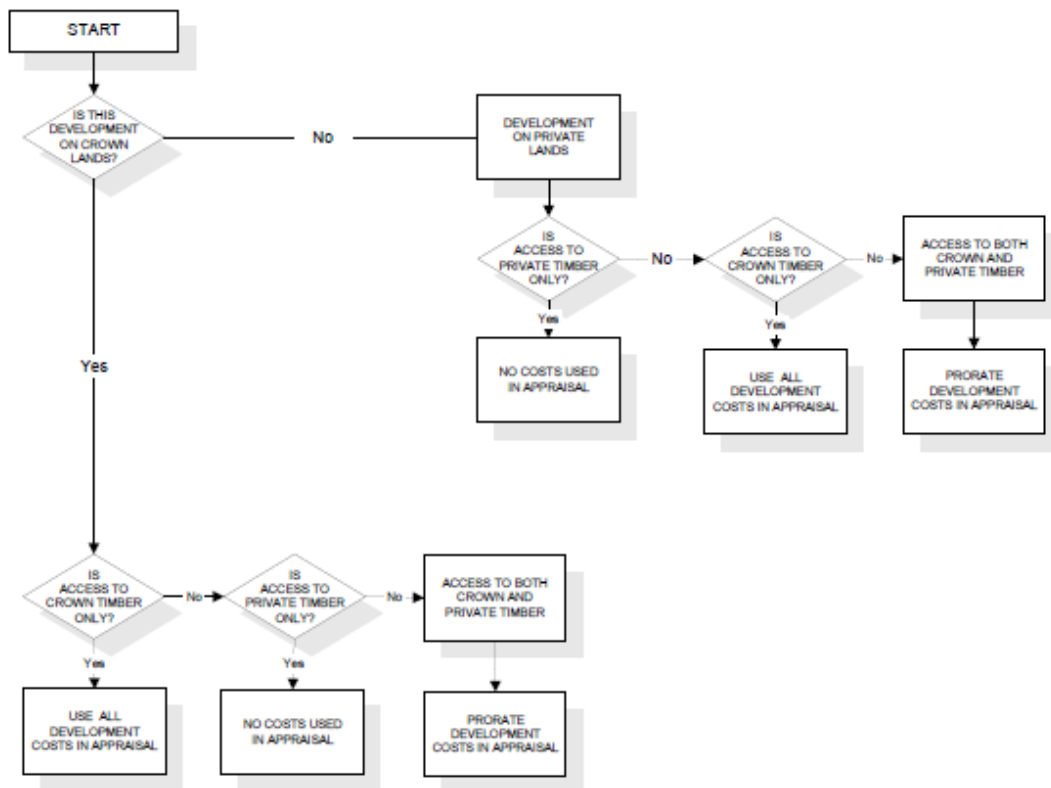 START
IS THIS
DEVELOPMENT
ON CROWN
LANDS?
No
DEVELOPMENT
ON PRIVATE
LANDS
IS
ACCESS TO
PRIVATE TIMBER
ONLY?
No
IS
ACCESS TO
CROWN TIMBER
ONLY?
No
ACCESS TO BOTH
CROWN AND
PRIVATE TIMBER
Yes
Yes
NO COSTS USED
IN APPRAISAL
USE ALL
DEVELOPMENT
COSTS IN APPRAISAL
PRORATE
DEVELOPMENT
COSTS IN APPRAISAL
Yes
IS
ACCESS TO
CROWN TIMBER
ONLY?
No
IS
ACCESS TO
PRIVATE TIMBER
ONLY?
No
ACCESS TO BOTH
CROWN AND
PRIVATE TIMBER
Yes
Yes
USE ALL
DEVELOPMENT
COSTS IN APPRAISAL
NO COSTS USED
IN APPRAISAL
PRORATE
DEVELOPMENT
COSTS IN APPRAISAL